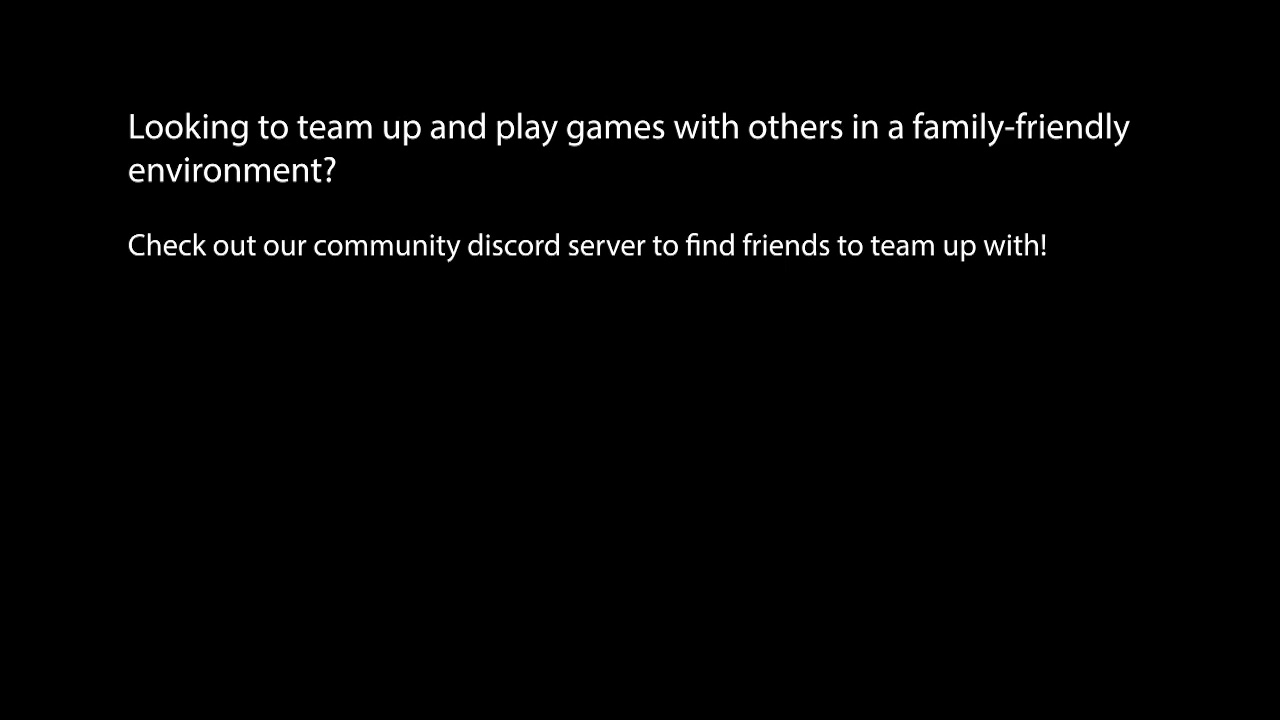 Looking to team up and play games with others in a family-friendly
environment?
Check out our community discord server to find friends to team up with!